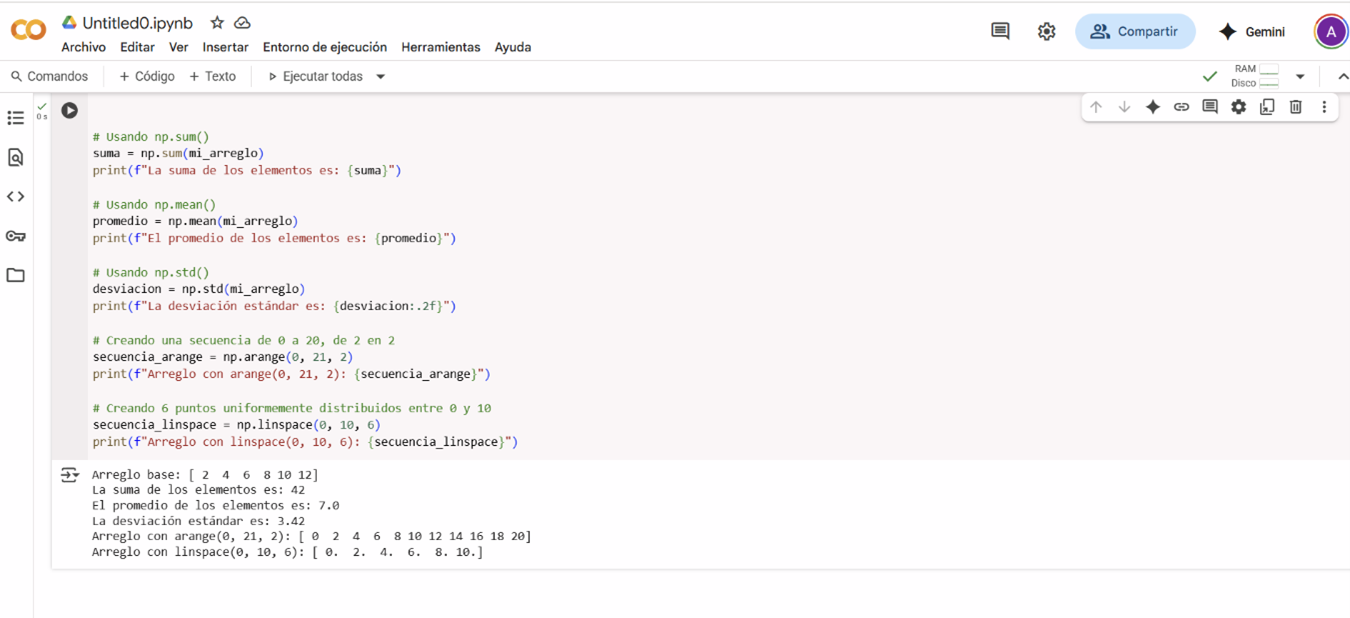 Untitled0.ipynb
Archivo Editar Ver Insertar Entorno de ejecución Herramientas Ayuda
Compartir
Gemini
A
Comandos + Código + Texto Ejecutar todas
RAM
Disco
0 s
# Usando np.sum()
suma = np.sum(mi_arreglo)
print(f"La suma de los elementos es: {suma}")
# Usando np.mean()
promedio = np.mean(mi_arreglo)
print(f"El promedio de los elementos es: {promedio}")
# Usando np.std()
desviacion = np.std(mi_arreglo)
print(f"La desviación estándar es: {desviacion:.2f}")
# Creando una secuencia de 0 a 20, de 2 en 2
secuencia_arange = np.arange(0, 21, 2)
print(f"Arreglo con arange(0, 21, 2): {secuencia_arange}")
# Creando 6 puntos uniformemente distribuidos entre 0 y 10
secuencia_linspace = np.linspace(0, 10, 6)
print(f"Arreglo con linspace(0, 10, 6): {secuencia_linspace}")
Arreglo base: [ 2  4  6  8 10 12]
La suma de los elementos es: 42
El promedio de los elementos es: 7.0
La desviación estándar es: 3.42
Arreglo con arange(0, 21, 2): [ 0  2  4  6  8 10 12 14 16 18 20]
Arreglo con linspace(0, 10, 6): [ 0.  2.  4.  6.  8. 10.]